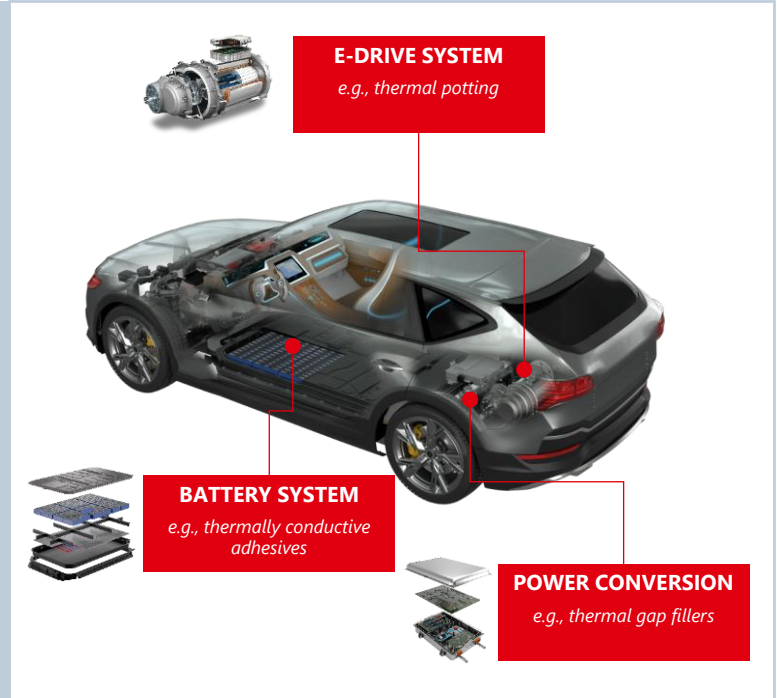 E-DRIVE SYSTEM
e.g., thermal potting
BATTERY SYSTEM
e.g., thermally conductive
adhesives
POWER CONVERSION
e.g., thermal gap fillers